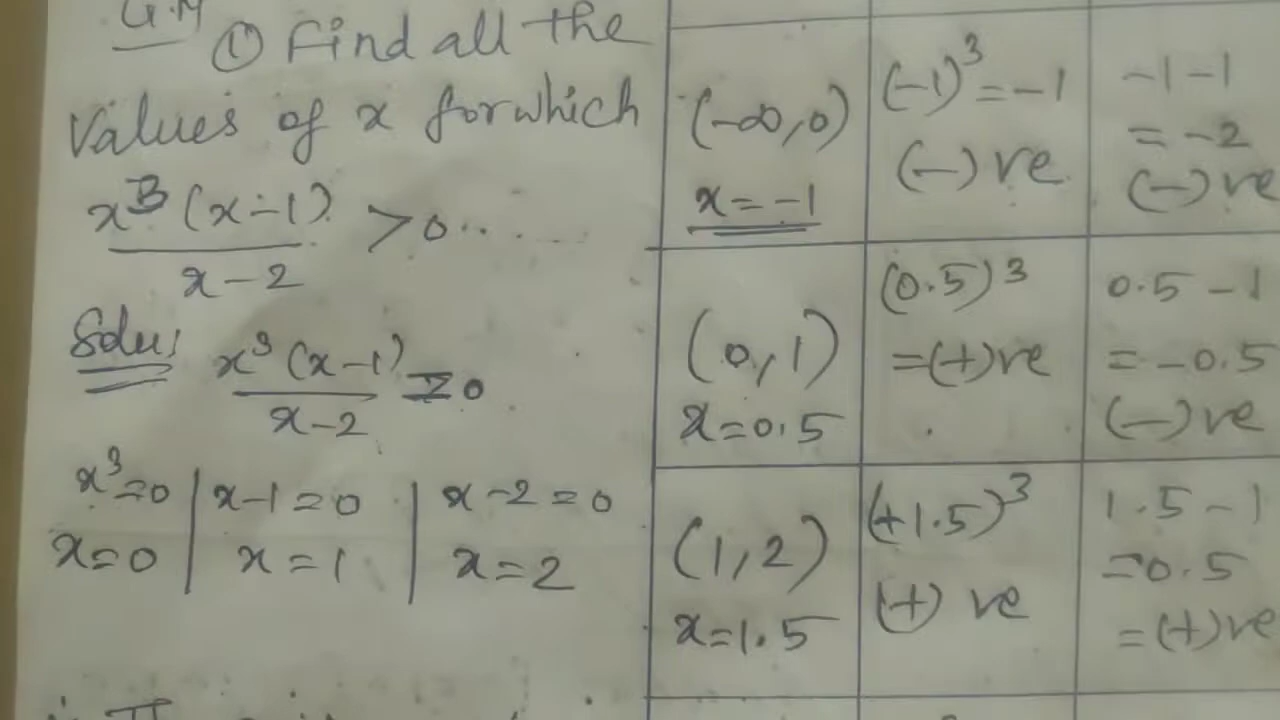 G.M
① Find all the
values of x for which
x³(x-1) / x-2 > 0
Solu:
x³(x-1) / x-2 = 0
x³=0 | x-1=0 | x-2=0
x=0 | x=1 | x=2
(-∞,0)
x=-1
(-1)³=-1
(-)ve
-1-1
=-2
(-)ve
(0,1)
x=0.5
(0.5)³
=(+)ve
0.5-1
=-0.5
(-)ve
(1,2)
x=1.5
(+1.5)³
(+)ve
1.5-1
=0.5
=(+)ve